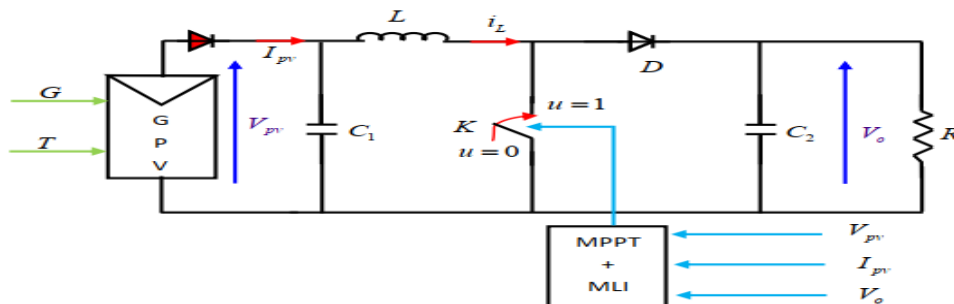 L
i_L
I_pv
D
G
T
G
P
V
V_pv
C_1
K
u = 1
u = 0
C_2
V_o
R
MPPT
+
MLI
V_pv
I_pv
V_o